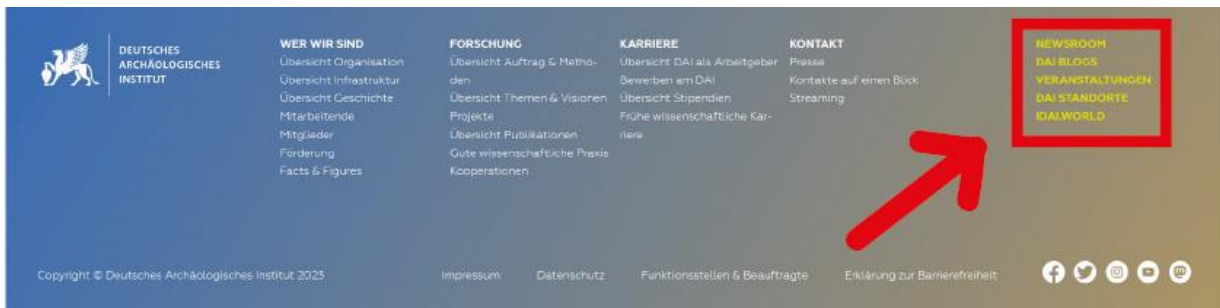 DEUTSCHES
ARCHÄOLOGISCHES
INSTITUT
WER WIR SIND
Übersicht Organisation
Übersicht Infrastruktur
Übersicht Geschichte
Mitarbeitende
Mitglieder
Förderung
Facts & Figures
FORSCHUNG
Übersicht Auftrag & Metho-
den
Übersicht Themen & Visionen
Projekte
Übersicht Publikationen
Gute wissenschaftliche Praxis
Kooperationen
KARRIERE
Übersicht DAI als Arbeitgeber
Bewerben am DAI
Übersicht Stipendien
Frühe wissenschaftliche Kar-
riere
KONTAKT
Presse
Kontakte auf einen Blick
Streaming
NEWSROOM
DAI BLOGS
VERANSTALTUNGEN
DAI STANDORTE
IDAI.WORLD
Copyright © Deutsches Archäologisches Institut 2023
Impressum
Datenschutz
Funktionsstellen & Beauftragte
Erklärung zur Barrierefreiheit